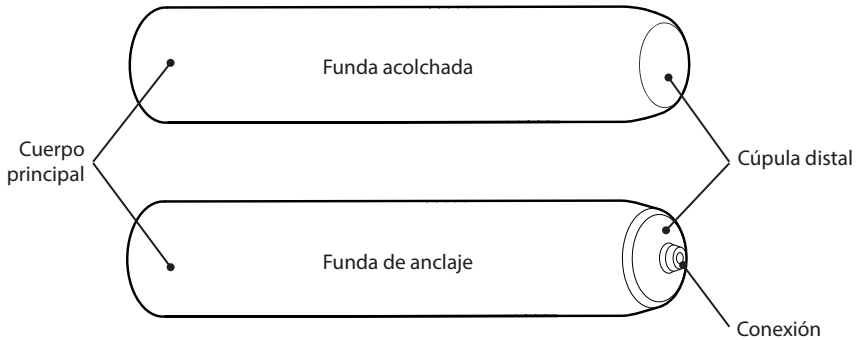 Funda acolchada
Cuerpo
principal
Cúpula distal
Funda de anclaje
Conexión